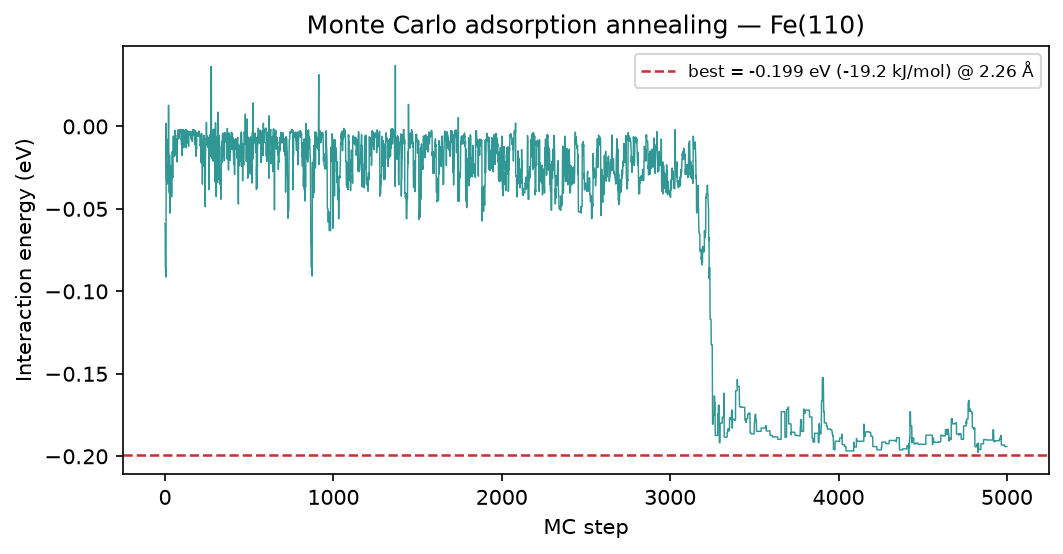 Monte Carlo adsorption annealing — Fe(110)
best = -0.199 eV (-19.2 kJ/mol) @ 2.26 Å
Interaction energy (eV)
0.00
−0.05
−0.10
−0.15
−0.20
0 1000 2000 3000 4000 5000
MC step